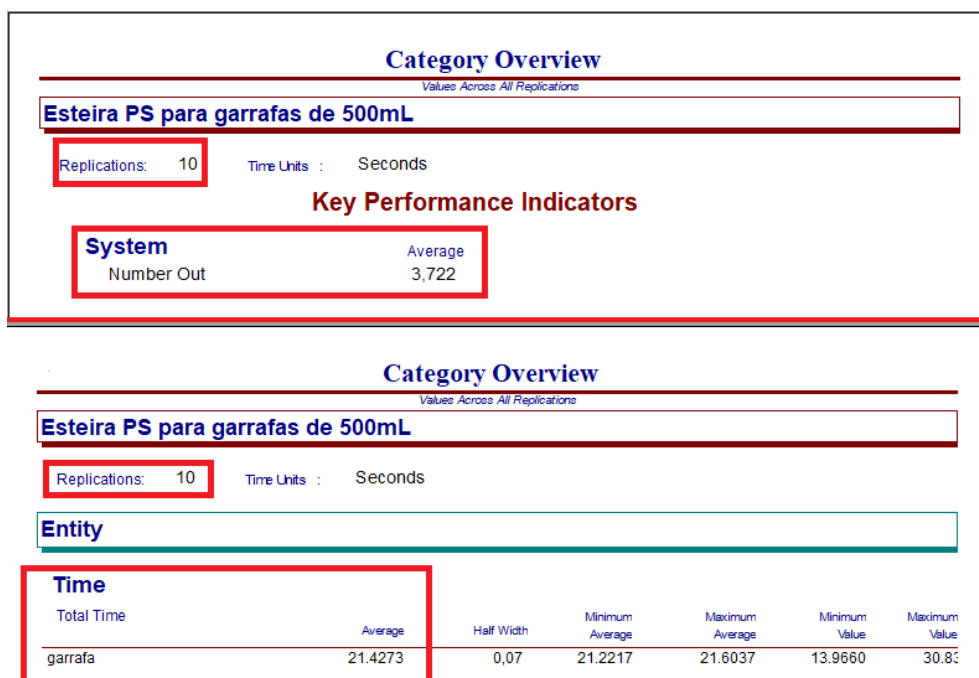 Category Overview
Values Across All Replications
Esteira PS para garrafas de 500mL
Replications: 10 Time Units : Seconds
Key Performance Indicators
System Average
Number Out 3,722
Category Overview
Values Across All Replications
Esteira PS para garrafas de 500mL
Replications: 10 Time Units : Seconds
Entity
Time
Total Time Average Half Width Minimum Average Maximum Average Minimum Value Maximum Value
garrafa 21.4273 0,07 21.2217 21.6037 13.9660